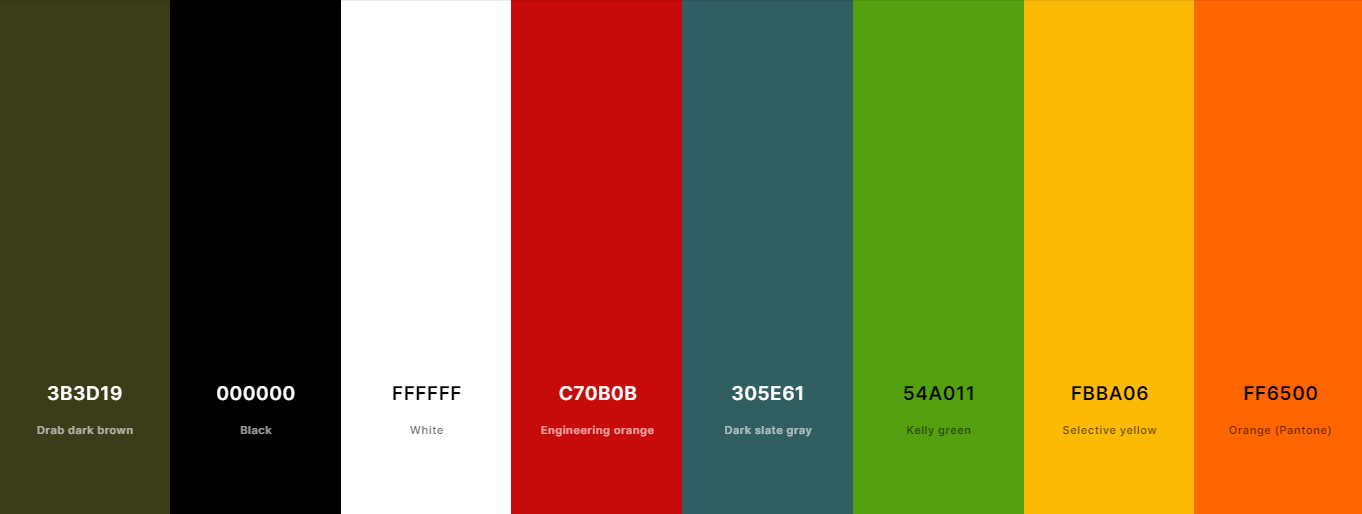 3B3D19
Drab dark brown
000000
Black
FFFFFF
White
C70B0B
Engineering orange
305E61
Dark slate gray
54A011
Kelly green
FBBA06
Selective yellow
FF6500
Orange (Pantone)